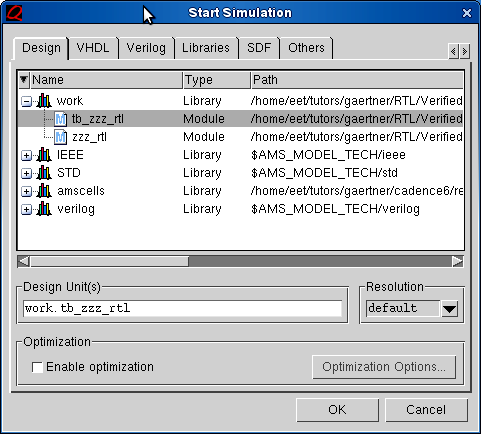 Start Simulation
Design VHDL Verilog Libraries SDF Others
Name Type Path
work Library /home/eet/tutors/gaertner/RTL/Verified
tb_zzz_rtl Module /home/eet/tutors/gaertner/RTL/Verified
zzz_rtl Module /home/eet/tutors/gaertner/RTL/Verified
IEEE Library $AMS_MODEL_TECH/ieee
STD Library $AMS_MODEL_TECH/std
amscells Library /home/eet/tutors/gaertner/cadence6/re
verilog Library $AMS_MODEL_TECH/verilog
Design Unit(s) Resolution
work.tb_zzz_rtl default
Optimization
Enable optimization Optimization Options...
OK Cancel